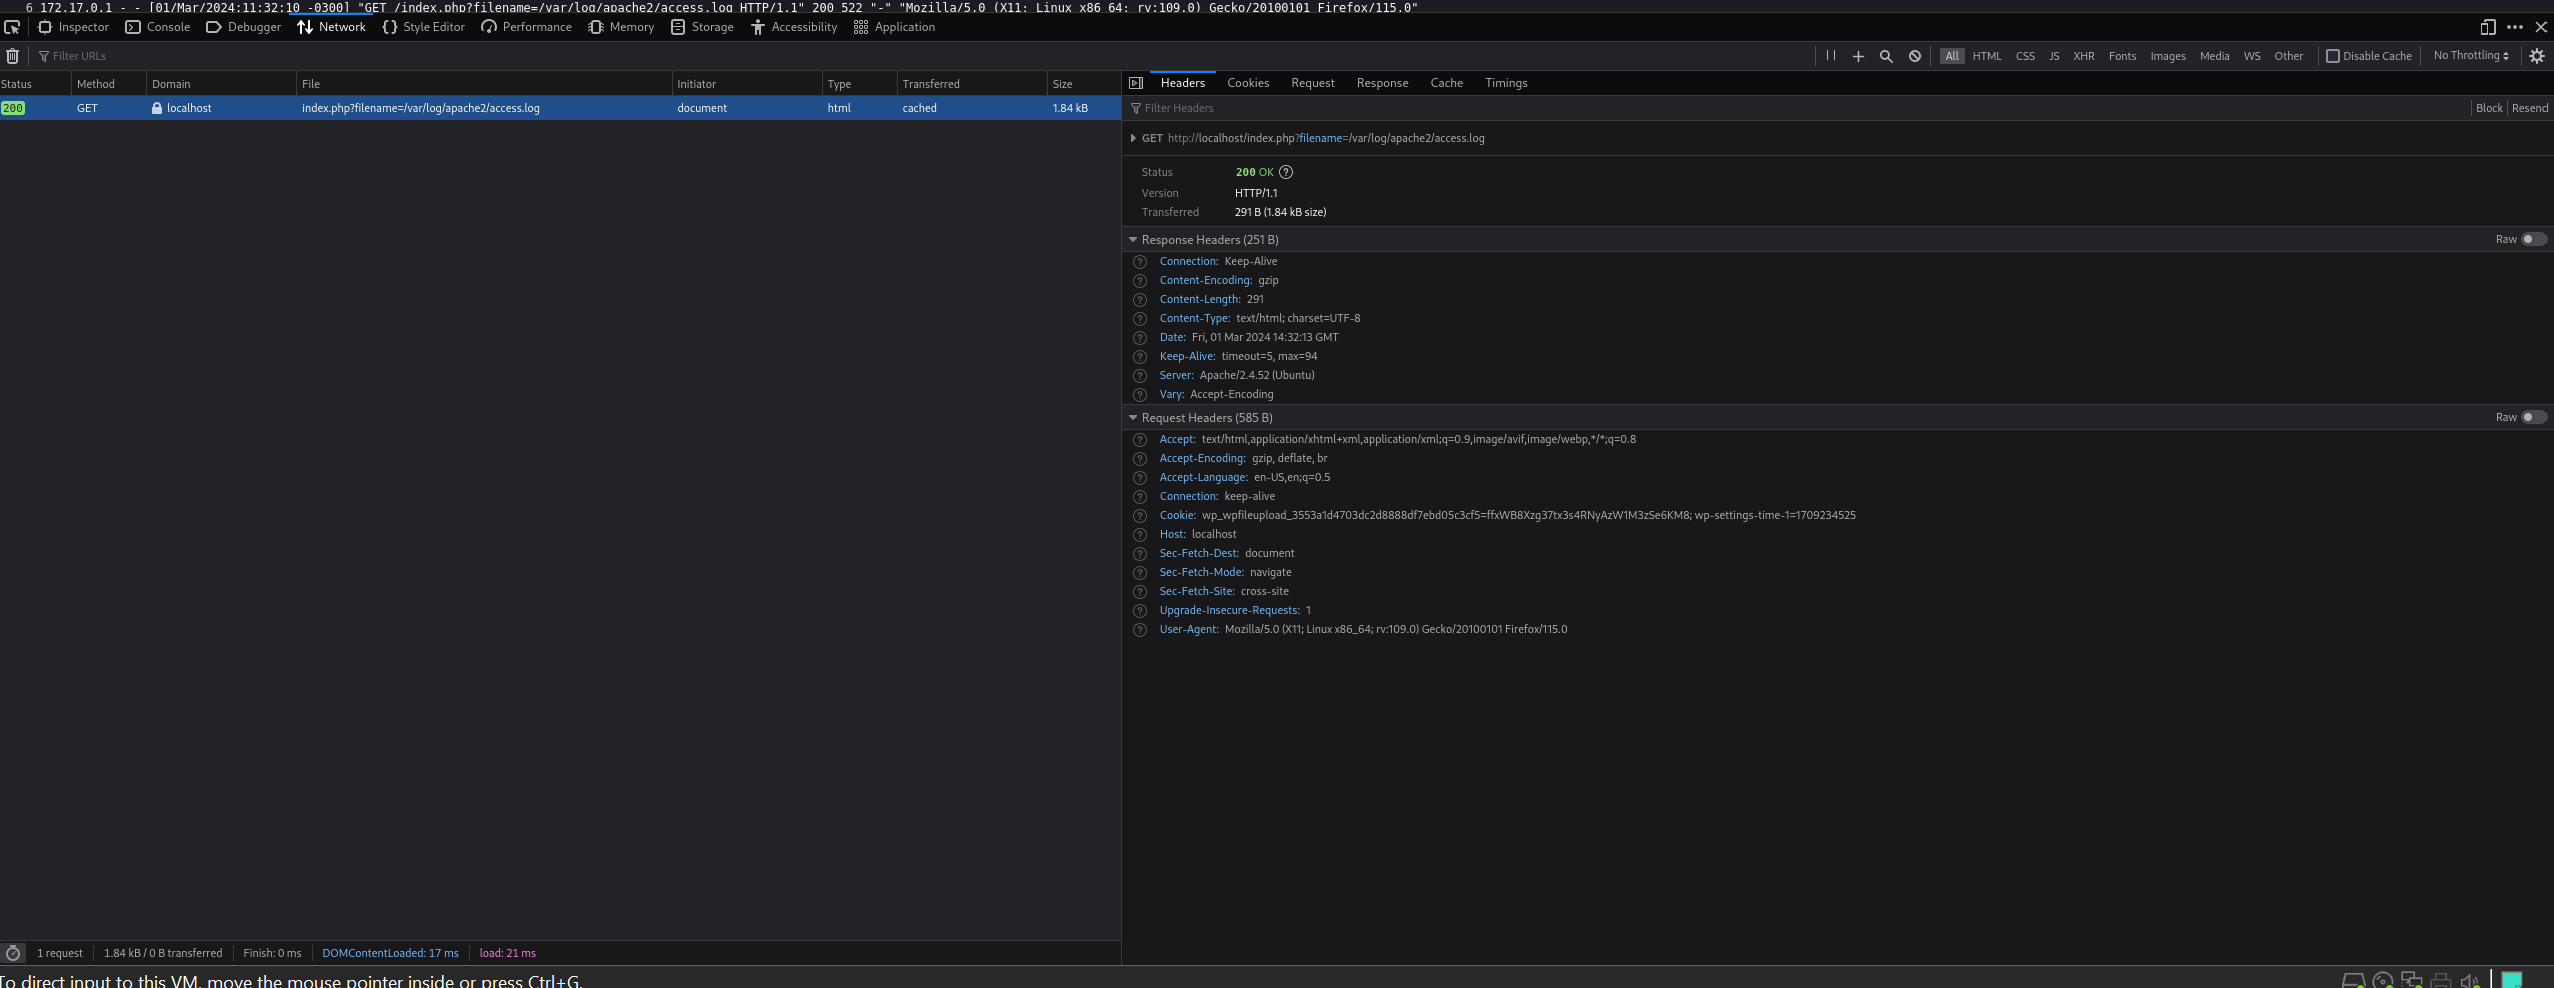 6 172.17.0.1 - - [01/Mar/2024:11:32:10 -0300] "GET /index.php?filename=/var/log/apache2/access.log HTTP/1.1" 200 522 "-" "Mozilla/5.0 (X11; Linux x86_64; rv:109.0) Gecko/20100101 Firefox/115.0"
Inspector Console Debugger Network Style Editor Performance Memory Storage Accessibility Application
Filter URLs All HTML CSS JS XHR Fonts Images Media WS Other Disable Cache No Throttling
Status Method Domain File Initiator Type Transferred Size
200 GET localhost index.php?filename=/var/log/apache2/access.log document html cached 1.84 kB
Headers Cookies Request Response Cache Timings
Filter Headers Block Resend
GET http://localhost/index.php?filename=/var/log/apache2/access.log
Status 200 OK
Version HTTP/1.1
Transferred 291 B (1.84 kB size)
Response Headers (251 B) Raw
Connection: Keep-Alive
Content-Encoding: gzip
Content-Length: 291
Content-Type: text/html; charset=UTF-8
Date: Fri, 01 Mar 2024 14:32:13 GMT
Keep-Alive: timeout=5, max=94
Server: Apache/2.4.52 (Ubuntu)
Vary: Accept-Encoding
Request Headers (585 B) Raw
Accept: text/html,application/xhtml+xml,application/xml;q=0.9,image/avif,image/webp,*/*;q=0.8
Accept-Encoding: gzip, deflate, br
Accept-Language: en-US,en;q=0.5
Connection: keep-alive
Cookie: wp_wpfileupload_3553a1d4703dc2d8888df7ebd05c3cf5=ffxWB8Xzg37tx3s4RNyAzW1M3zSe6KM8; wp-settings-time-1=1709234525
Host: localhost
Sec-Fetch-Dest: document
Sec-Fetch-Mode: navigate
Sec-Fetch-Site: cross-site
Upgrade-Insecure-Requests: 1
User-Agent: Mozilla/5.0 (X11; Linux x86_64; rv:109.0) Gecko/20100101 Firefox/115.0
1 request 1.84 kB / 0 B transferred Finish: 0 ms DOMContentLoaded: 17 ms load: 21 ms
To direct input to this VM, move the mouse pointer inside or press Ctrl+G.